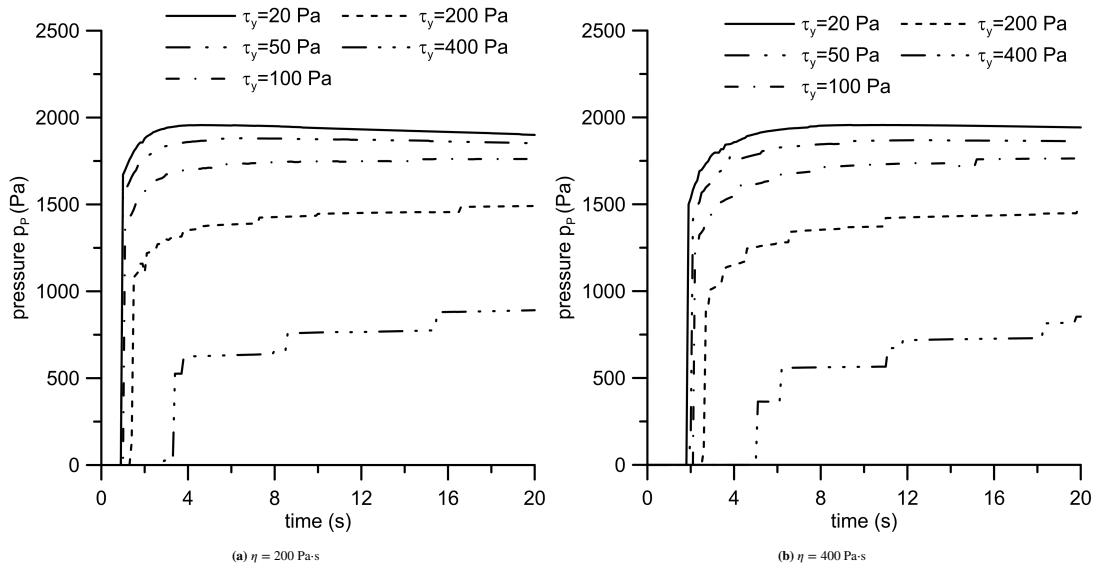 τy=20 Pa
τy=200 Pa
τy=50 Pa
τy=400 Pa
τy=100 Pa
2500
2000
1500
1000
500
0
pressure pP (Pa)
0 4 8 12 16 20
time (s)
(a) η = 200 Pa·s
τy=20 Pa
τy=200 Pa
τy=50 Pa
τy=400 Pa
τy=100 Pa
2500
2000
1500
1000
500
0
pressure pP (Pa)
0 4 8 12 16 20
time (s)
(b) η = 400 Pa·s